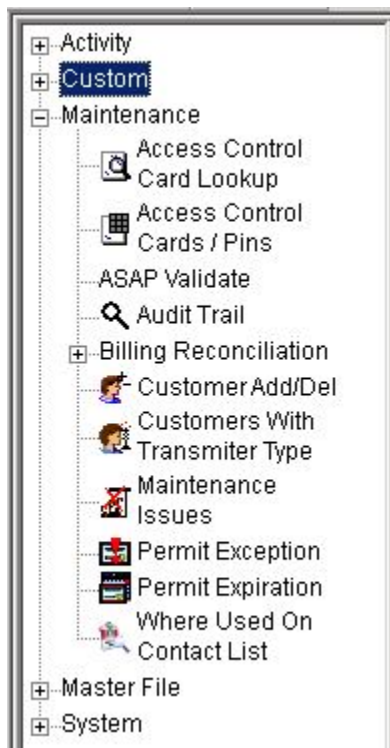 Activity
Custom
Maintenance
Access Control
Card Lookup
Access Control
Cards / Pins
ASAP Validate
Audit Trail
Billing Reconciliation
Customer Add/Del
Customers With
Transmiter Type
Maintenance
Issues
Permit Exception
Permit Expiration
Where Used On
Contact List
Master File
System